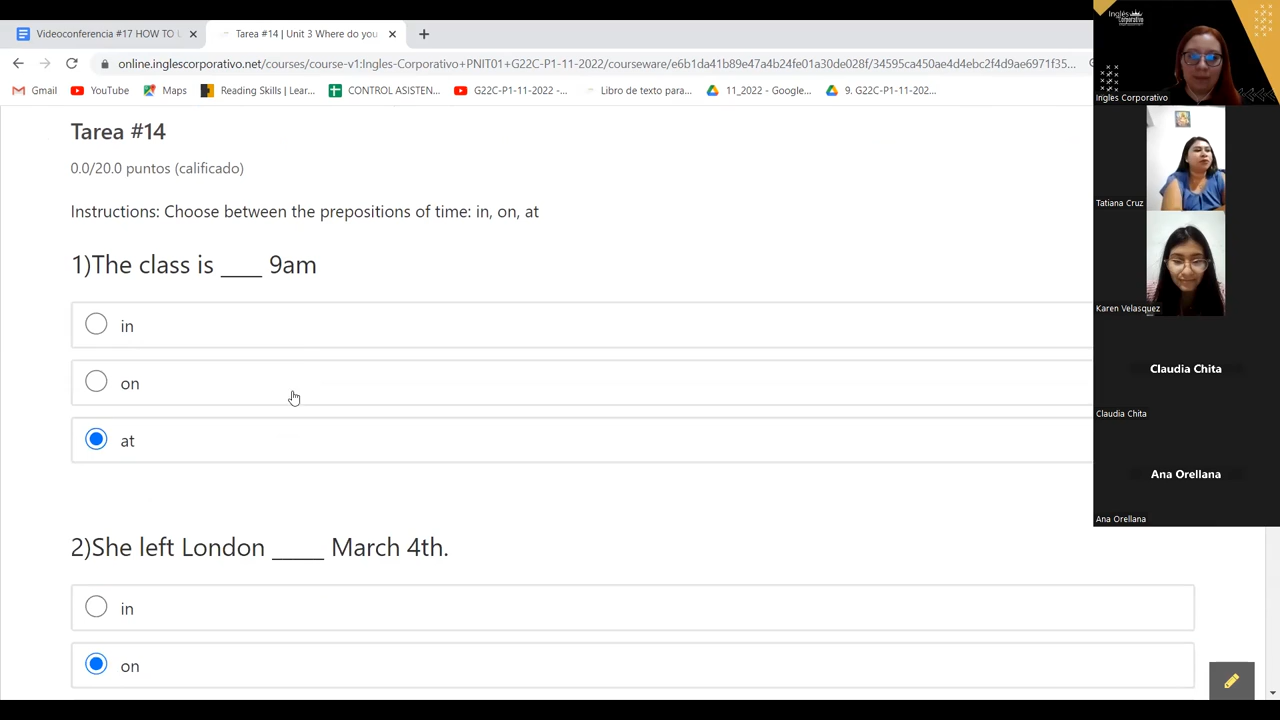 Videoconferencia #17 HOW TO
Tarea #14 | Unit 3 Where do you
online.inglescorporativo.net/courses/course-v1:Ingles-Corporativo+PNIT01+G22C-P1-11-2022/courseware/e6b1da41b89e47a4b24fe01a30de028f/34595ca450ae4d4ebc2f4d9ae6971f35...
Gmail
YouTube
Maps
Reading Skills | Lear...
CONTROL ASISTEN...
G22C-P1-11-2022 -...
Libro de texto para...
11_2022 - Google...
9. G22C-P1-11-202...
Tarea #14
0.0/20.0 puntos (calificado)
Instructions: Choose between the prepositions of time: in, on, at
1)The class is ____ 9am
in
on
at
2)She left London _____ March 4th.
in
on
Inglés
Corporativo
Ingles Corporativo
Tatiana Cruz
Karen Velasquez
Claudia Chita
Claudia Chita
Ana Orellana
Ana Orellana